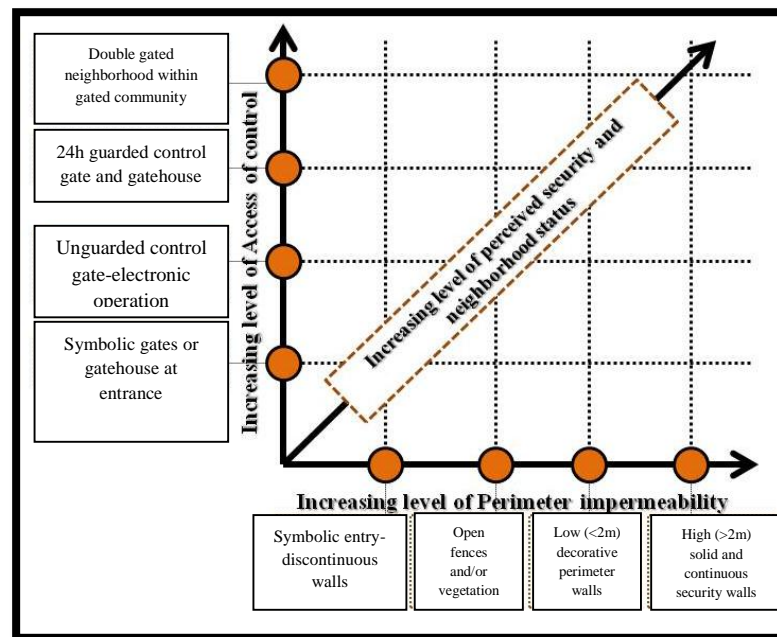 Double gated
neighborhood within
gated community
24h guarded control
gate and gatehouse
Unguarded control
gate-electronic
operation
Symbolic gates or
gatehouse at
entrance
Increasing level of Access of control
Increasing level of perceived security and
neighborhood status
Increasing level of Perimeter impermeability
Symbolic entry-
discontinuous
walls
Open
fences
and/or
vegetation
Low (<2m)
decorative
perimeter
walls
High (>2m)
solid and
continuous
security walls